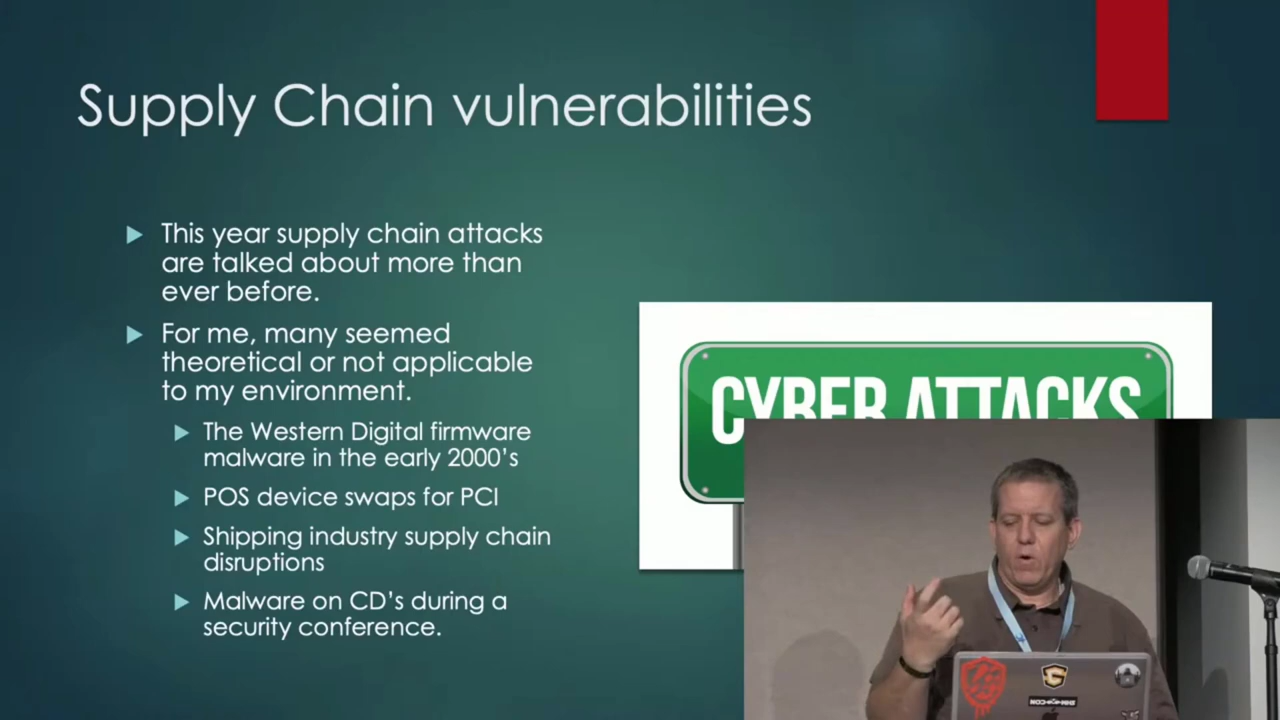 Supply Chain vulnerabilities
This year supply chain attacks
are talked about more than
ever before.
For me, many seemed
theoretical or not applicable
to my environment.
The Western Digital firmware
malware in the early 2000's
POS device swaps for PCI
Shipping industry supply chain
disruptions
Malware on CD's during a
security conference.
CYBER ATTACKS